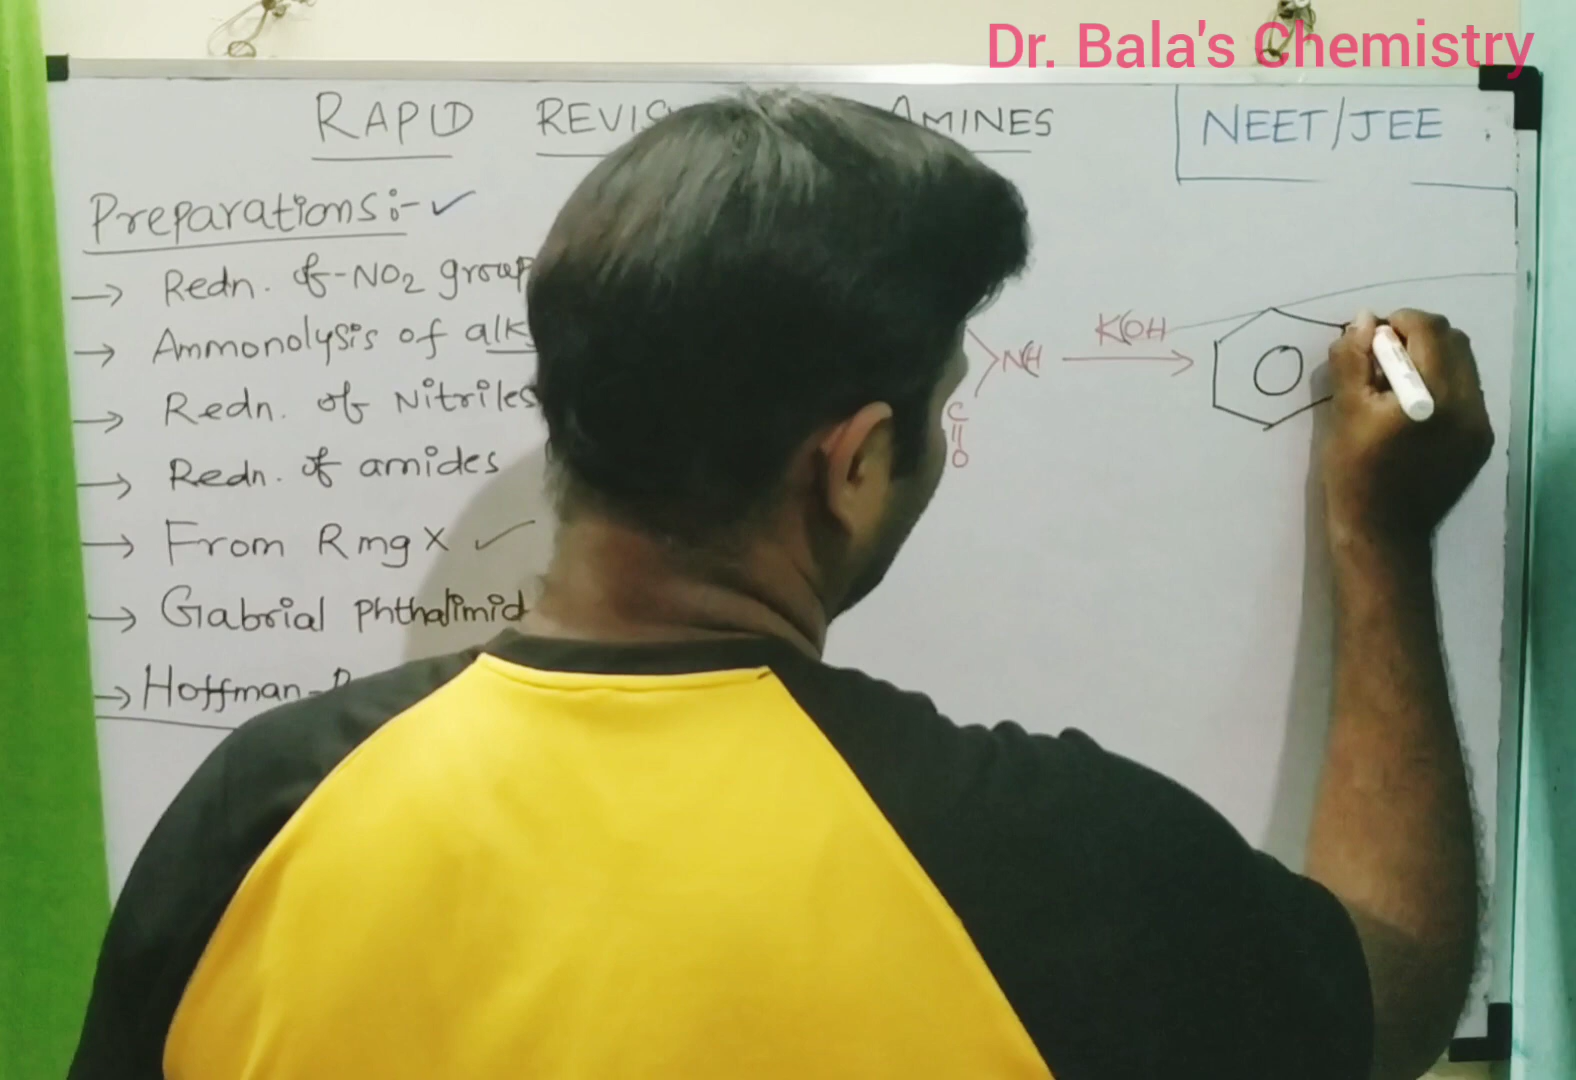 Dr. Bala's Chemistry
RAPID REVIS AMINES
NEET/JEE
Preparations:- ✓
→ Redn. of -NO2 group
→ Ammonolysis of alk
→ Redn. of Nitriles
→ Redn. of amides
→ From RmgX ✓
→ Gabrial Phthalimid
→ Hoffman-
NH
KOH
C
O